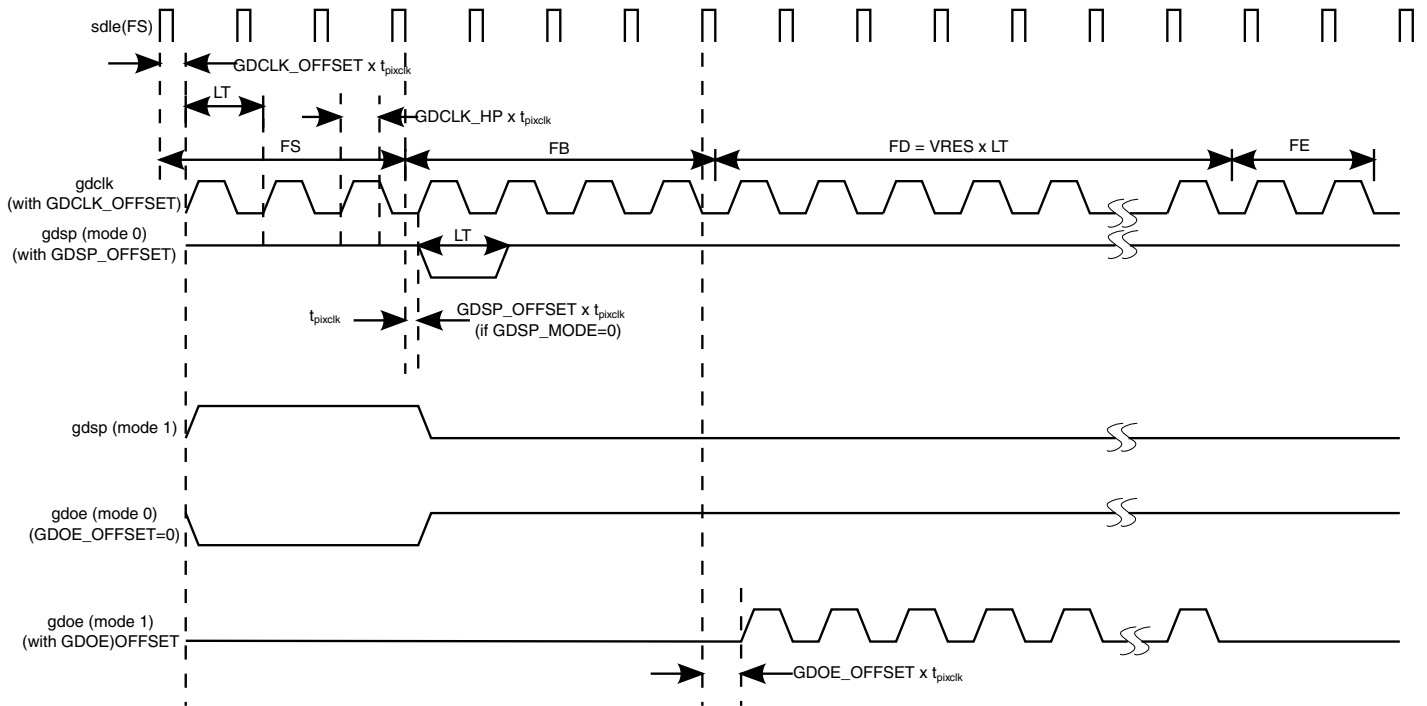 sdle(FS)
GDCLK_OFFSET x tpixclk
LT
GDCLK_HP x tpixclk
FS
FB
FD = VRES x LT
FE
gdclk
(with GDCLK_OFFSET)
gdsp (mode 0)
(with GDSP_OFFSET)
LT
tpixclk
GDSP_OFFSET x tpixclk
(if GDSP_MODE=0)
gdsp (mode 1)
gdoe (mode 0)
(GDOE_OFFSET=0)
gdoe (mode 1)
(with GDOE)OFFSET
GDOE_OFFSET x tpixclk